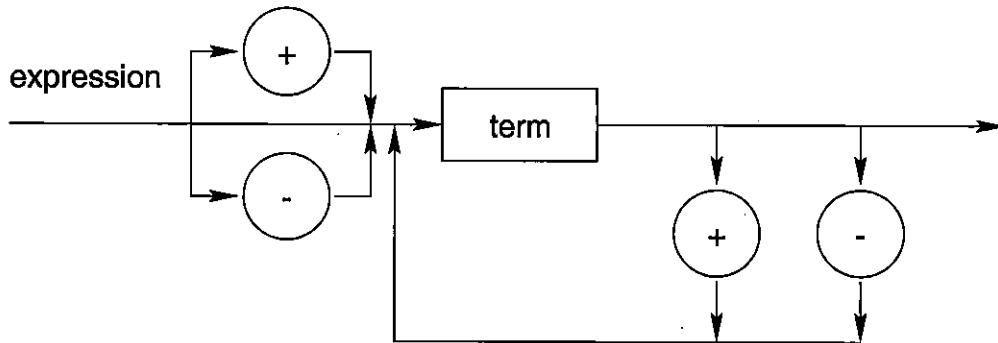 +
expression
term
-
+
-